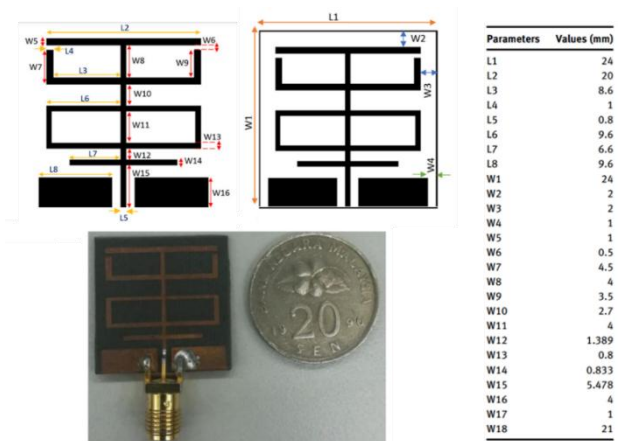 L2
W5
W6
L4
W7
L3
W8
W9
W10
L6
W11
W13
L7
W12
W14
L8
W15
W16
L5
L1
W2
W3
W1
W4
20
SEN
Parameters Values (mm)
L1 24
L2 20
L3 8.6
L4 1
L5 0.8
L6 9.6
L7 6.6
L8 9.6
W1 24
W2 2
W3 2
W4 1
W5 1
W6 0.5
W7 4.5
W8 4
W9 3.5
W10 2.7
W11 4
W12 1.389
W13 0.8
W14 0.833
W15 5.478
W16 4
W17 1
W18 21